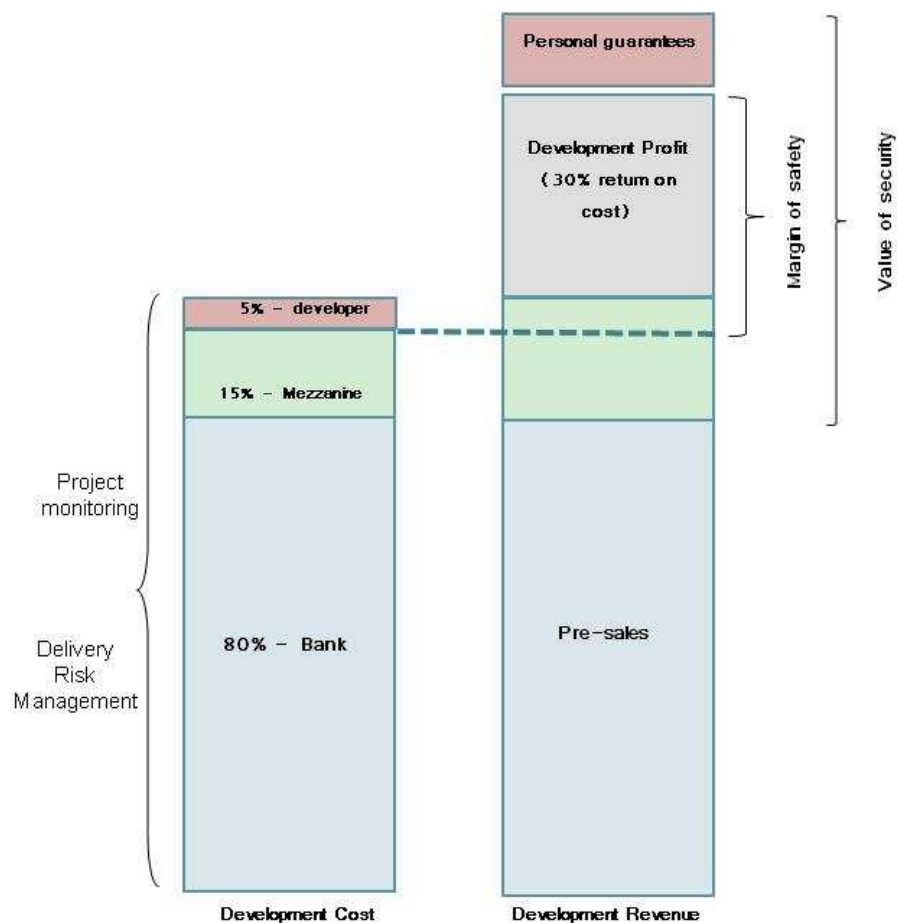 Personal guarantees
Development Profit
(30% return on
cost)
Margin of safety
Value of security
5% - developer
15% - Mezzanine
Project
monitoring
80% - Bank
Pre-sales
Delivery
Risk
Management
Development Cost
Development Revenue